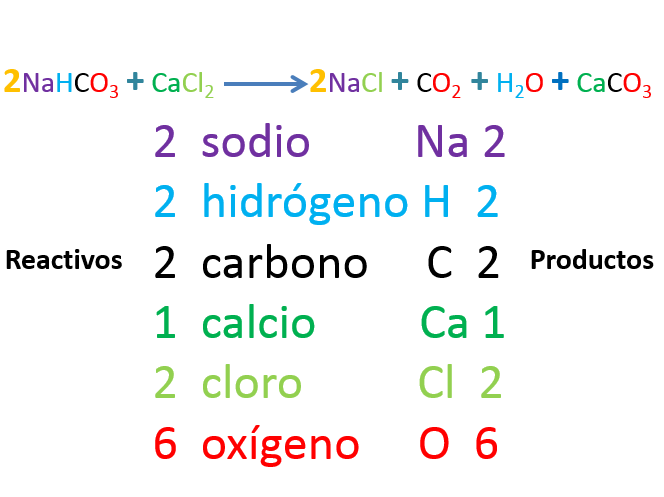 2NaHCO₃ + CaCl₂ ⟶ 2NaCl + CO₂ + H₂O + CaCO₃
2 sodio Na 2
2 hidrógeno H 2
Reactivos 2 carbono C 2 Productos
1 calcio Ca 1
2 cloro Cl 2
6 oxígeno O 6